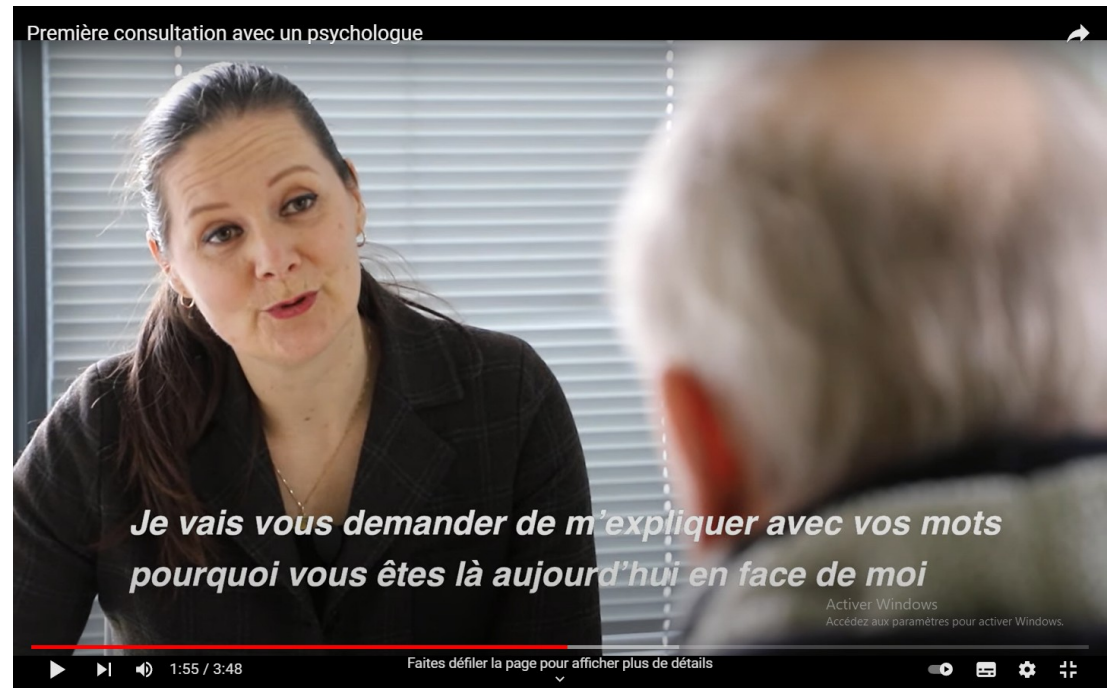 Première consultation avec un psychologue
Je vais vous demander de m'expliquer avec vos mots
pourquoi vous êtes là aujourd'hui en face de moi
Activer Windows
Accédez aux paramètres pour activer Windows.
1:55 / 3:48
Faites défiler la page pour afficher plus de détails